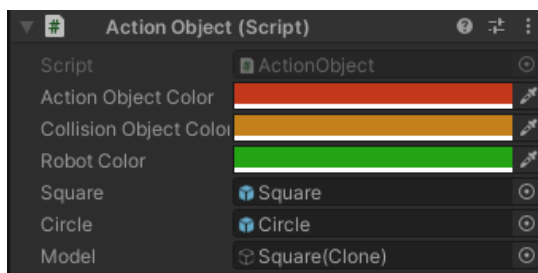 # Action Object (Script)
Script ActionObject
Action Object Color
Collision Object Color
Robot Color
Square Square
Circle Circle
Model Square(Clone)